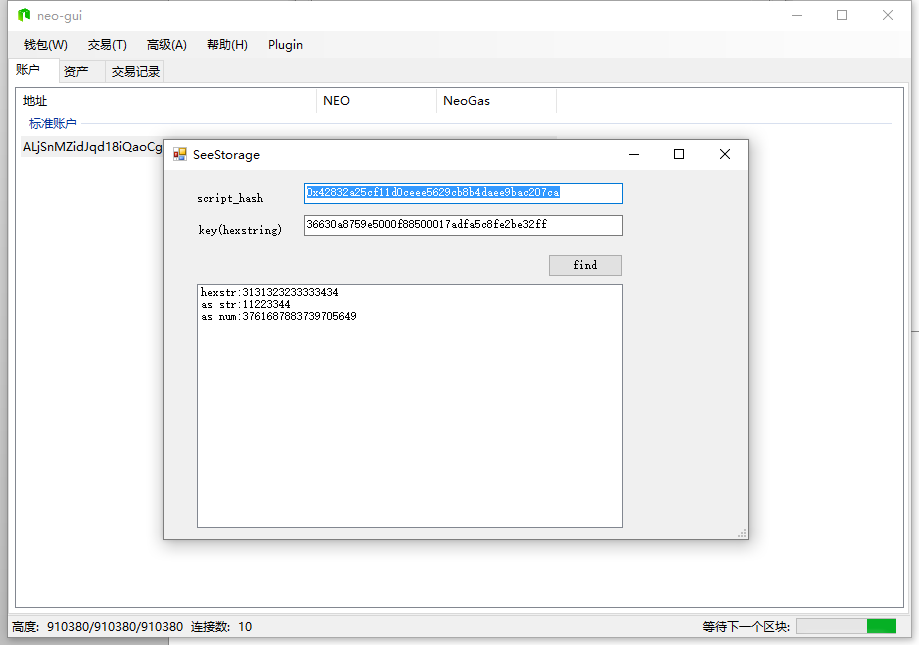 neo-gui
钱包(W) 交易(T) 高级(A) 帮助(H) Plugin
账户 资产 交易记录
地址 NEO NeoGas
标准账户
ALjSnMZidJqd18iQaoCg
SeeStorage
script_hash 0x42832a25cf11d0ceee5629cb8b4daee9bac207ca
key(hexstring) 36630a8759e5000f88500017adfa5c8fe2be32ff
find
hexstr:3131323233333434
as str:11223344
as num:3761687883739705649
高度: 910380/910380/910380 连接数: 10 等待下一个区块: